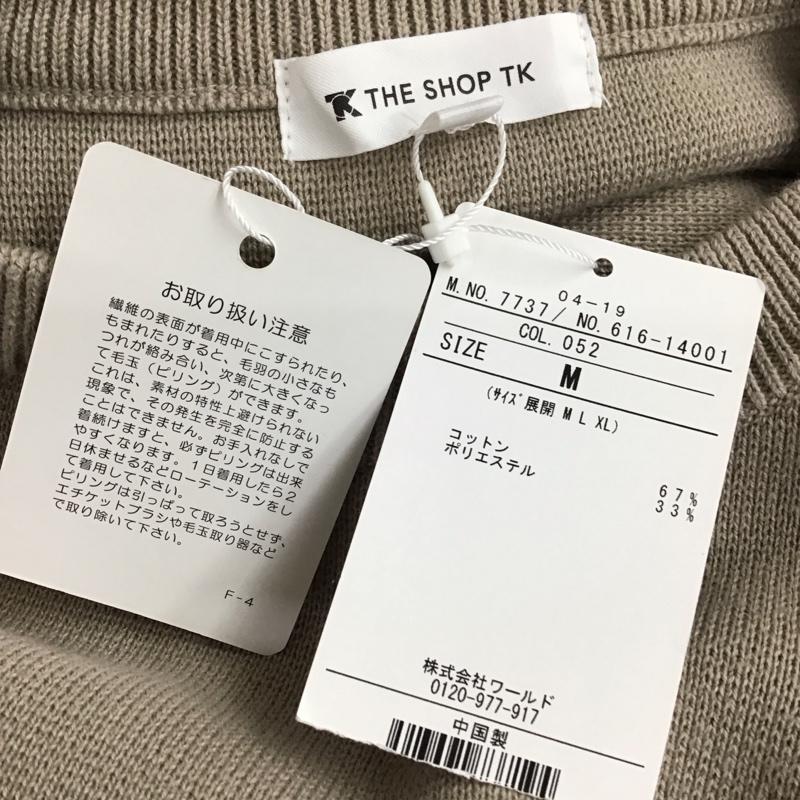 TK THE SHOP TK
お取り扱い注意
繊維の表面が着用中にこすられたり、
もまれたりすると、毛羽の小さなも
つれが絡み合い、次第に大きくなっ
て毛玉（ピリング）ができます。
これは、素材の特性上避けられない
現象で、その発生を完全に防止する
ことはできません。お手入れなしで
着続けますと、必ずピリングは出来
やすくなります。1日着用したら2
日休ませるなどローテーションをし
て着用して下さい。
ピリングは引っぱって取ろうとせず、
エチケットブラシや毛玉取り器など
で取り除いて下さい。
F-4
04-19
M.NO. 7737/ NO. 616-14001
COL. 052
SIZE M
(サイズ展開 M L XL)
コットン 67%
ポリエステル 33%
株式会社ワールド
0120-977-917
中国製